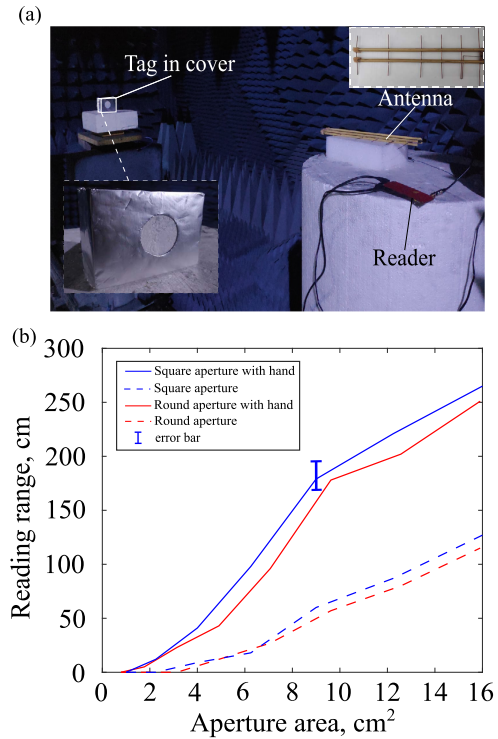 (a)
Tag in cover
Antenna
Reader
(b)
300
250
200
150
100
50
0
Reading range, cm
Square aperture with hand
Square aperture
Round aperture with hand
Round aperture
error bar
0 2 4 6 8 10 12 14 16
Aperture area, cm²